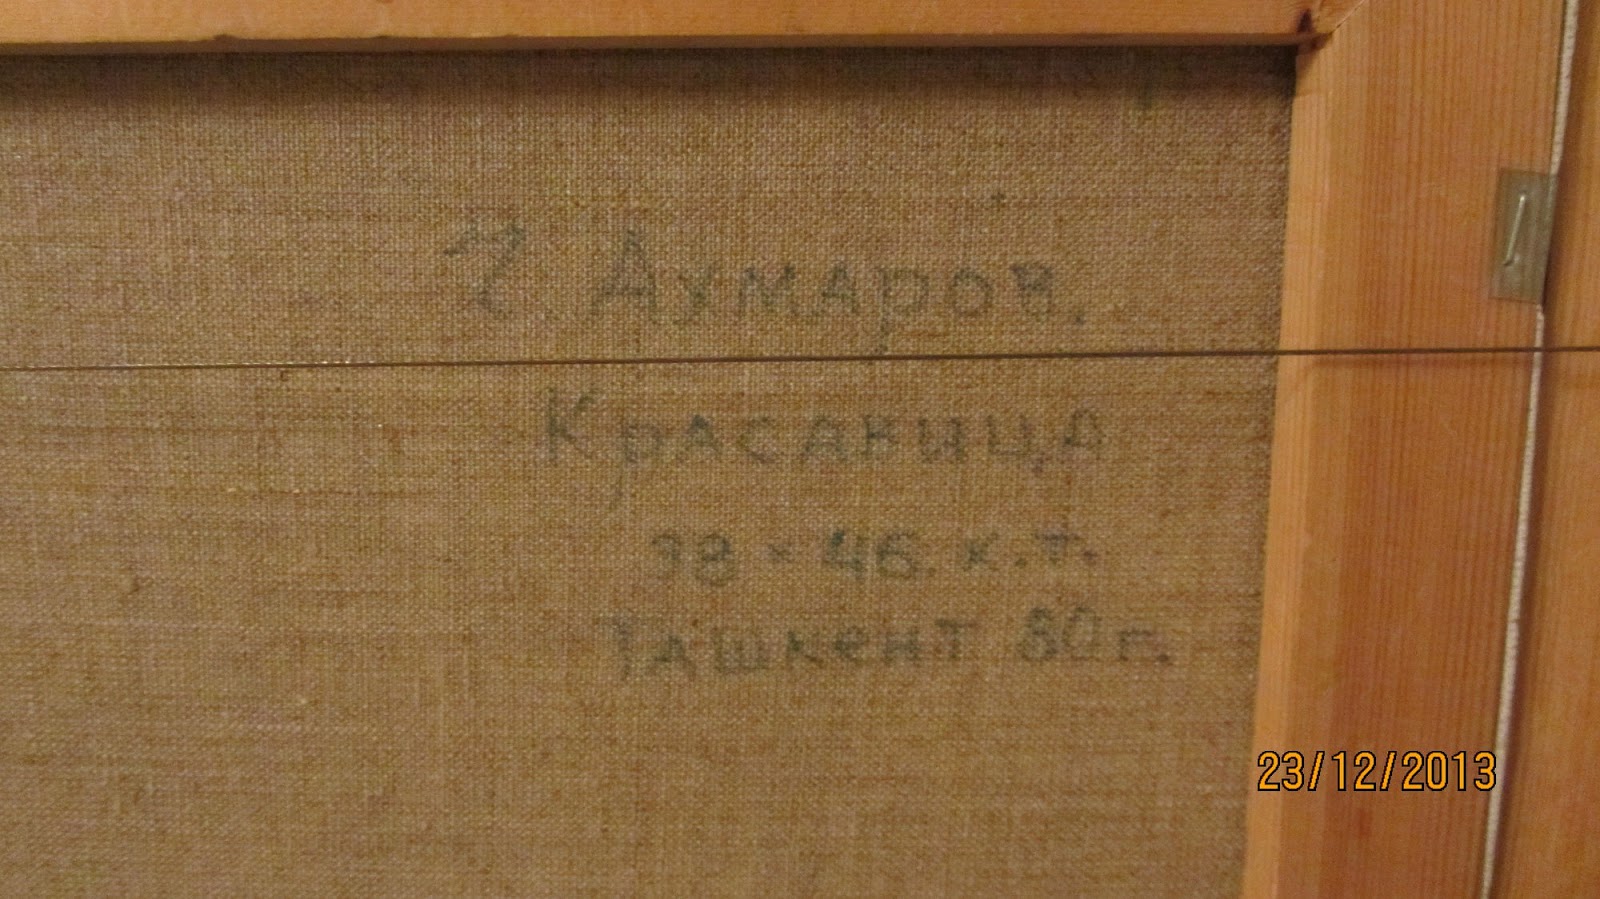 Ч. Ахмаров.
Красавица
38 × 46 х.т.
Ташкент 80г.
23/12/2013